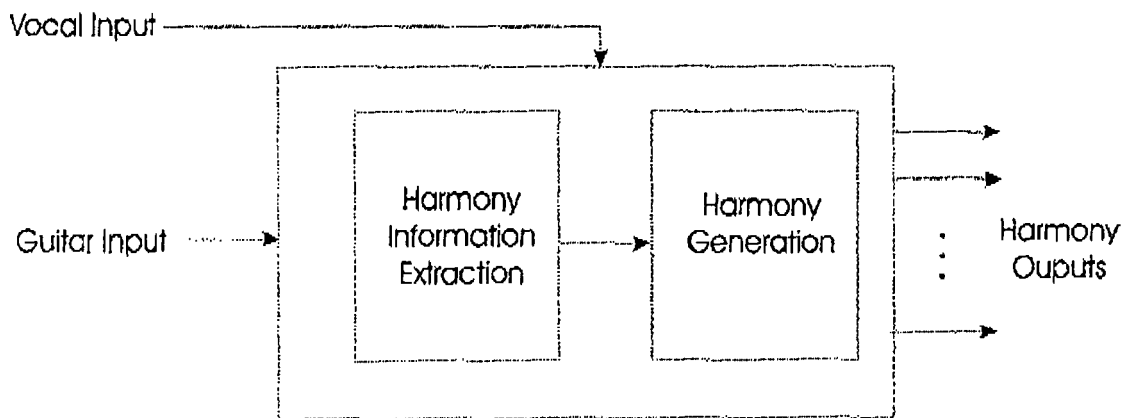 Vocal Input
Harmony
Information
Extraction
Harmony
Generation
Guitar Input
Harmony
Ouputs